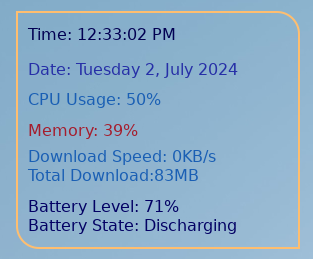 Time: 12:33:02 PM
Date: Tuesday 2, July 2024
CPU Usage: 50%
Memory: 39%
Download Speed: 0KB/s
Total Download:83MB
Battery Level: 71%
Battery State: Discharging